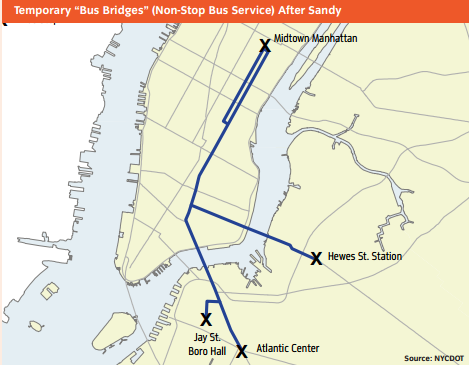 Temporary “Bus Bridges” (Non-Stop Bus Service) After Sandy
X Midtown Manhattan
X Hewes St. Station
X
Jay St.
Boro Hall
X Atlantic Center
Source: NYCDOT